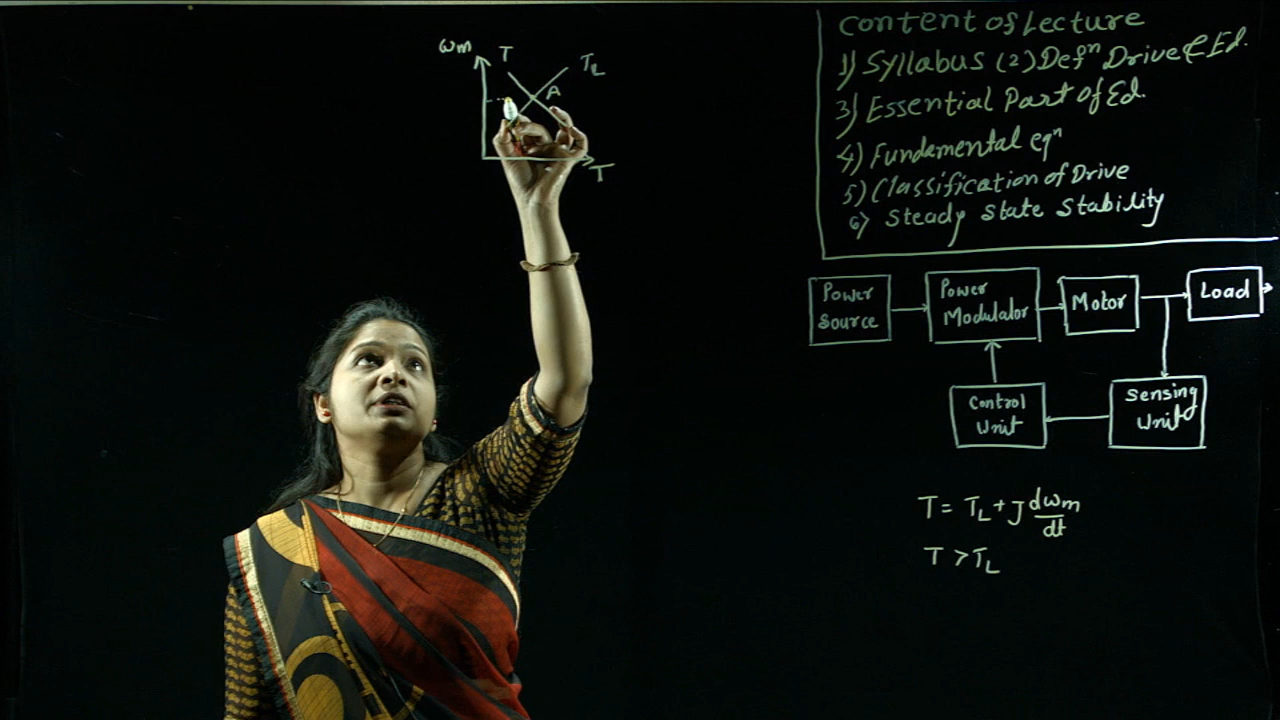 ωm T TL
A
T
Content of Lecture
1) Syllabus (2) Defⁿ Drive & Ed.
3) Essential Part of Ed.
4) Fundamental eqⁿ
5) Classification of Drive
6) Steady State Stability
Power Source
Power Modulator
Motor
Load
Control Unit
Sensing Unit
T = TL + J dωm/dt
T > TL